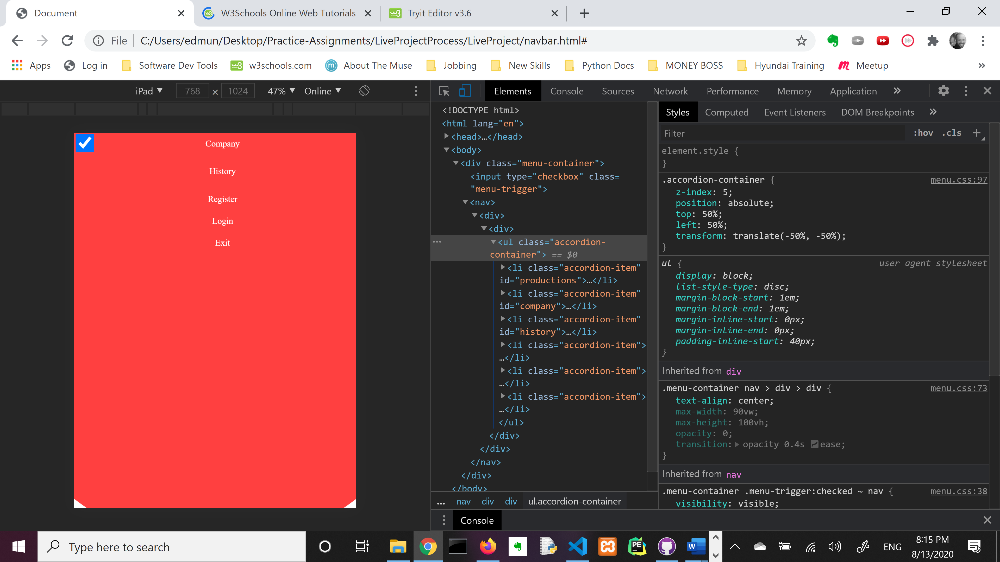 Document
W3Schools Online Web Tutorials
Tryit Editor v3.6
File
C:/Users/edmun/Desktop/Practice-Assignments/LiveProjectProcess/LiveProject/navbar.html#
Apps
Log in
Software Dev Tools
w3schools.com
About The Muse
Jobbing
New Skills
Python Docs
MONEY BOSS
Hyundai Training
Meetup
»
iPad ▼ 768 × 1024 47% ▼ Online ▼
Company
History
Register
Login
Exit
Elements Console Sources Network Performance Memory Application »
<!DOCTYPE html>
<html lang="en">
<head>…</head>
<body>
<div class="menu-container">
<input type="checkbox" class=
"menu-trigger">
<nav>
<div>
<div>
<ul class="accordion-
container"> == $0
<li class="accordion-item"
id="productions">…</li>
<li class="accordion-item"
id="company">…</li>
<li class="accordion-item"
id="history">…</li>
<li class="accordion-item">
…</li>
<li class="accordion-item">
…</li>
<li class="accordion-item">
…</li>
</ul>
</div>
</div>
</nav>
</div>
</body>
... nav div div ul.accordion-container
Styles Computed Event Listeners DOM Breakpoints »
Filter :hov .cls +
element.style {
}
.accordion-container { menu.css:97
z-index: 5;
position: absolute;
top: 50%;
left: 50%;
transform: translate(-50%, -50%);
}
ul { user agent stylesheet
display: block;
list-style-type: disc;
margin-block-start: 1em;
margin-block-end: 1em;
margin-inline-start: 0px;
margin-inline-end: 0px;
padding-inline-start: 40px;
}
Inherited from div
.menu-container nav > div > div { menu.css:73
text-align: center;
max-width: 90vw;
max-height: 100vh;
opacity: 0;
transition: opacity 0.4s ease;
}
Inherited from nav
.menu-container .menu-trigger:checked ~ nav { menu.css:38
visibility: visible;
Console
Type here to search
ENG
8:15 PM
8/13/2020